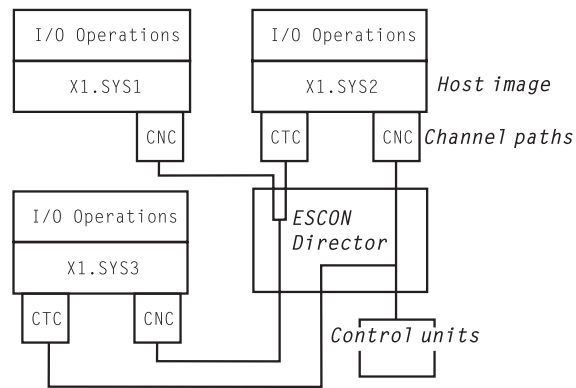 I/O Operations
X1.SYS1
CNC
I/O Operations
X1.SYS2
Host image
CTC
CNC
Channel paths
ESCON
Director
I/O Operations
X1.SYS3
CTC
CNC
Control units